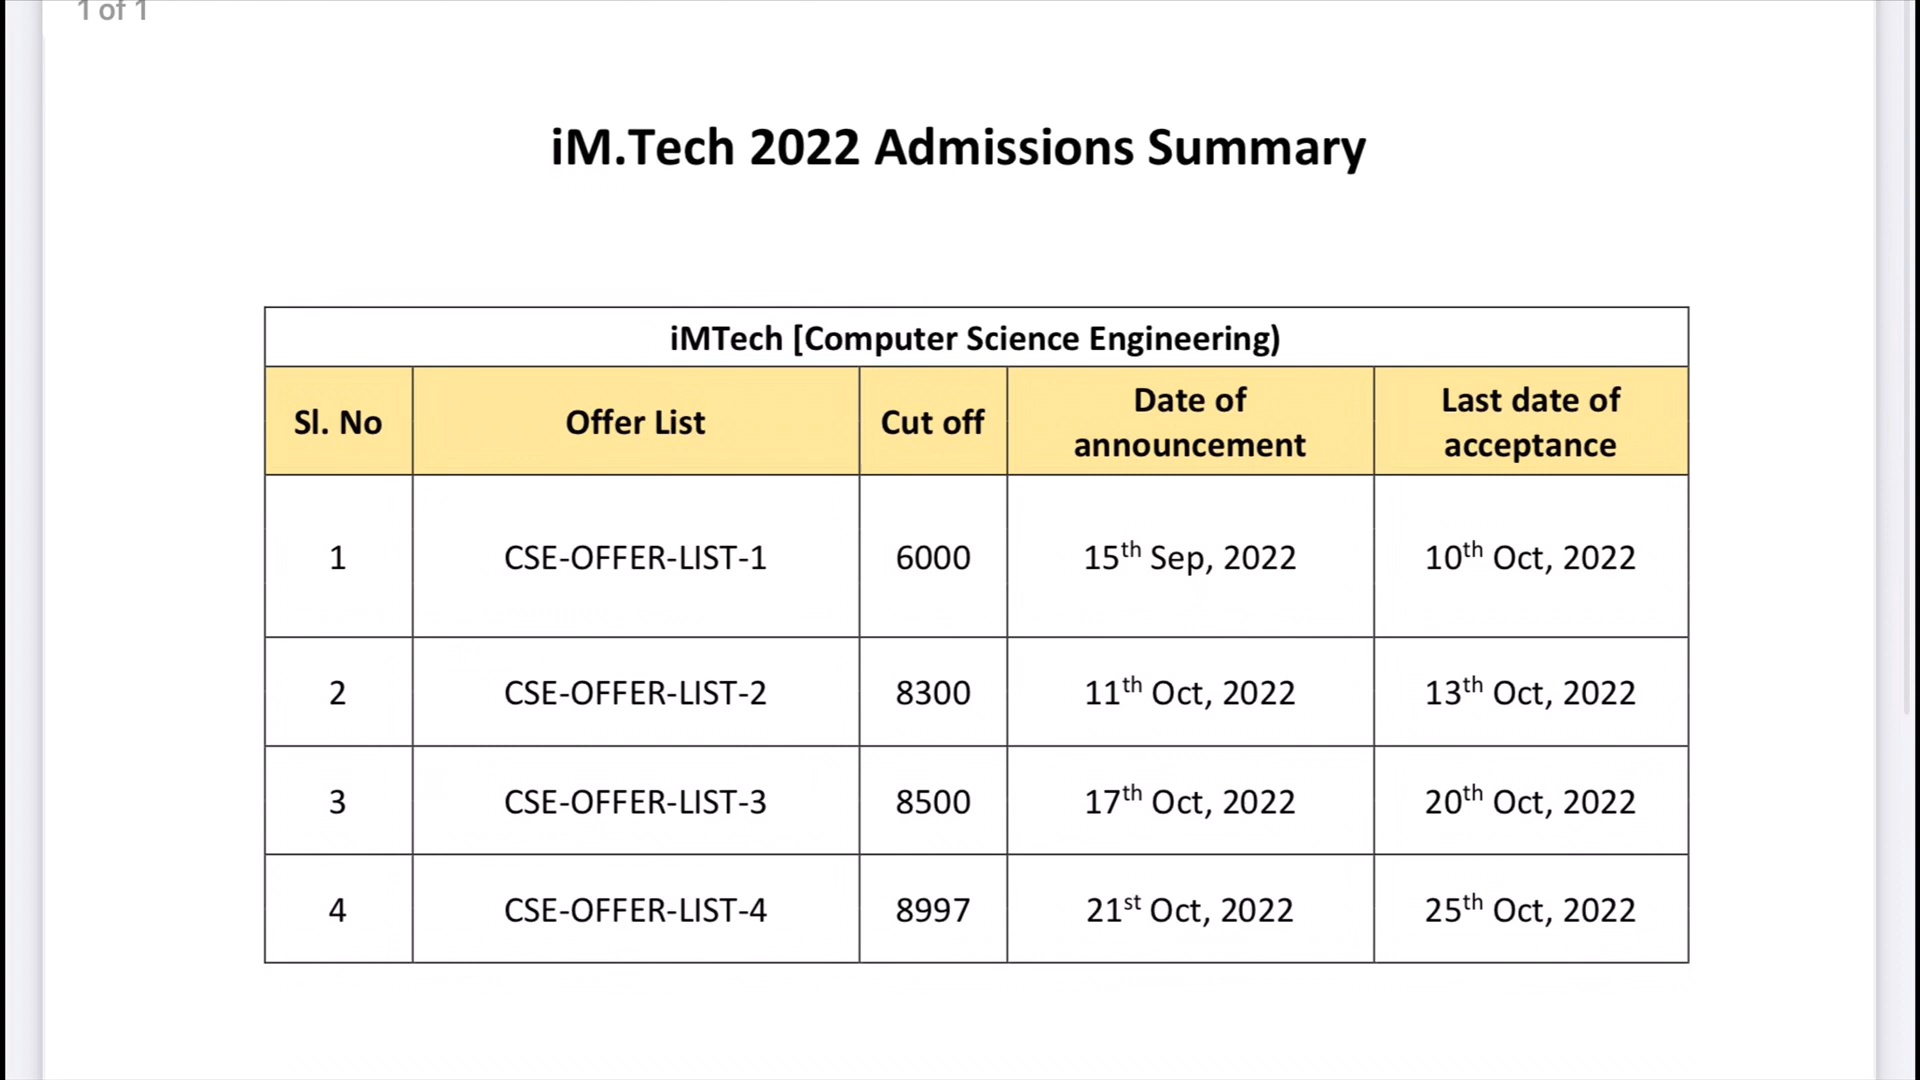 1 of 1
iM.Tech 2022 Admissions Summary
iMTech [Computer Science Engineering)
Sl. No Offer List Cut off Date of announcement Last date of acceptance
1 CSE-OFFER-LIST-1 6000 15th Sep, 2022 10th Oct, 2022
2 CSE-OFFER-LIST-2 8300 11th Oct, 2022 13th Oct, 2022
3 CSE-OFFER-LIST-3 8500 17th Oct, 2022 20th Oct, 2022
4 CSE-OFFER-LIST-4 8997 21st Oct, 2022 25th Oct, 2022